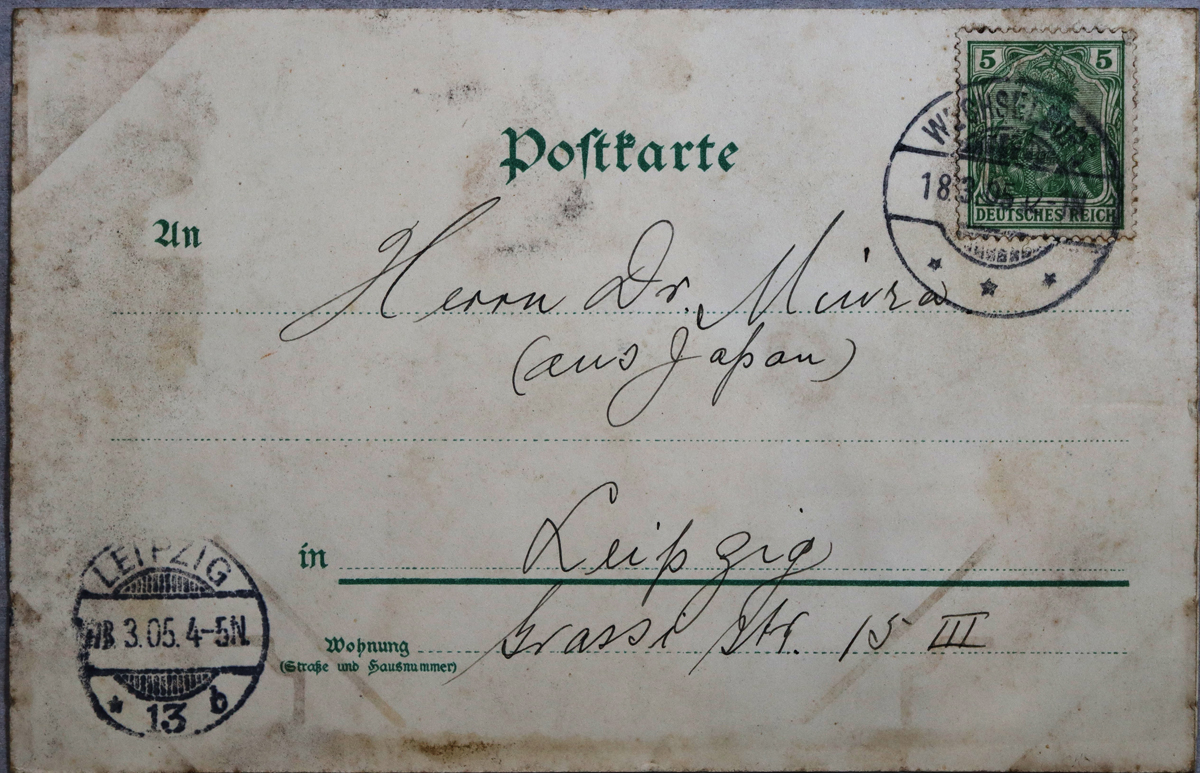 Postkarte
5 5
DEUTSCHES REICH
18.3.05.
An
Herrn Dr. Miura
(aus Japan)
in Leipzig
Wohnung
(Straße und Hausnummer)
Grassi Str. 15 III
LEIPZIG
3.05. 4-5N.
* 13 b